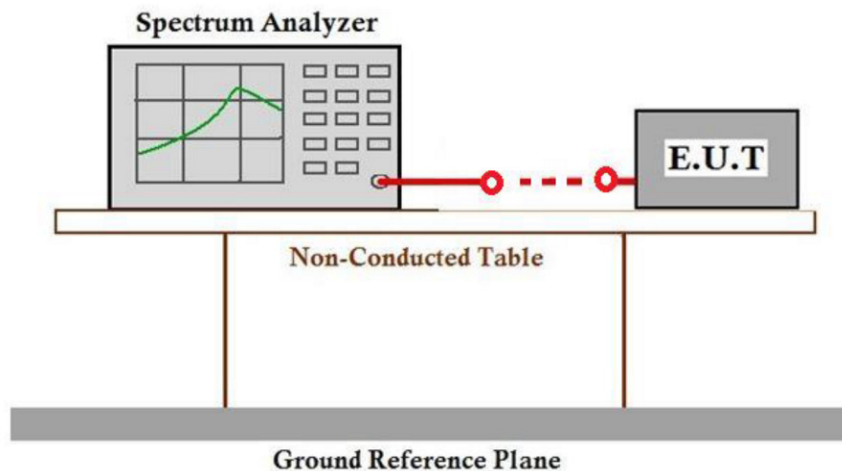 Spectrum Analyzer
E.U.T
Non-Conducted Table
Ground Reference Plane